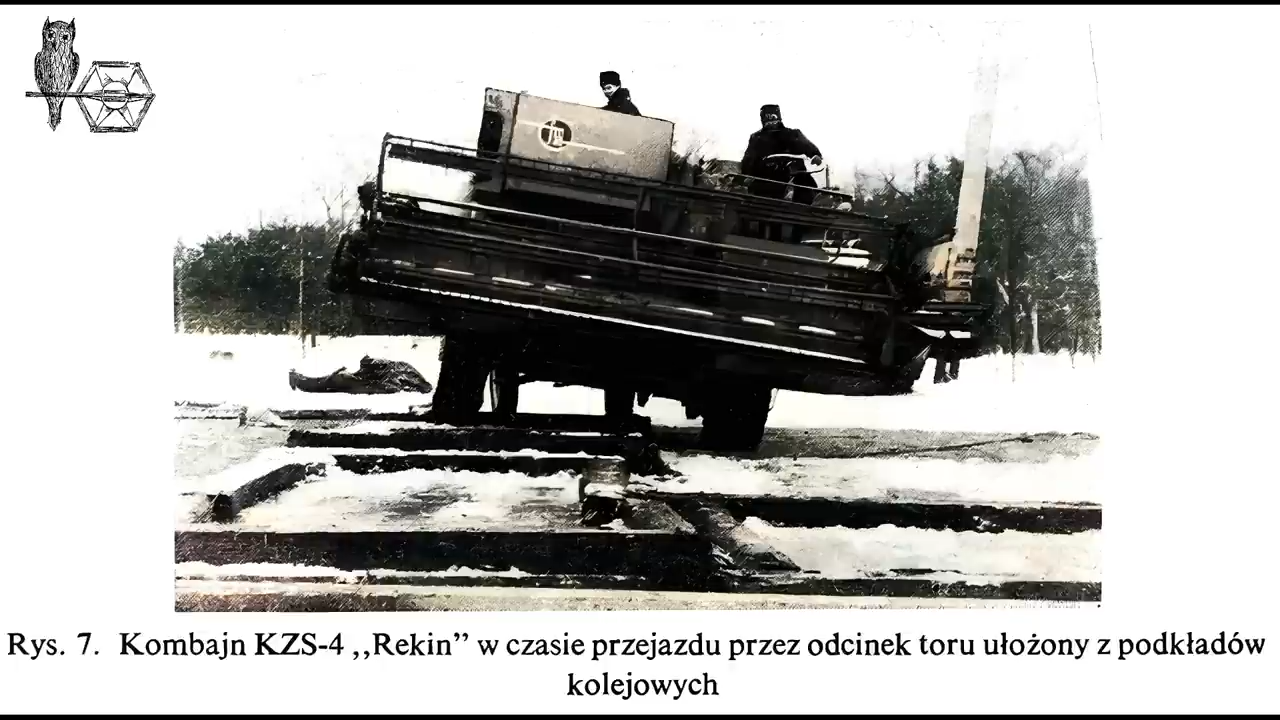 Rys. 7. Kombajn KZS-4 ,,Rekin” w czasie przejazdu przez odcinek toru ułożony z podkładów
kolejowych